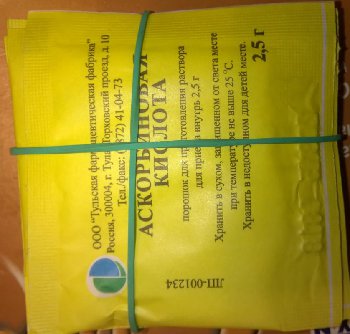 ООО "Тульская фармацевтическая фабрика"
Россия, 300004, г. Тула, Торховский проезд, д. 10
Тел./факс: (4872) 41-04-73
АСКОРБИНОВАЯ
КИСЛОТА
порошок для приготовления раствора
для приема внутрь 2,5 г
Хранить в сухом, защищенном от света месте
при температуре не выше 25 °С.
Хранить в недоступном для детей месте.
2,5 г
ЛП-001234